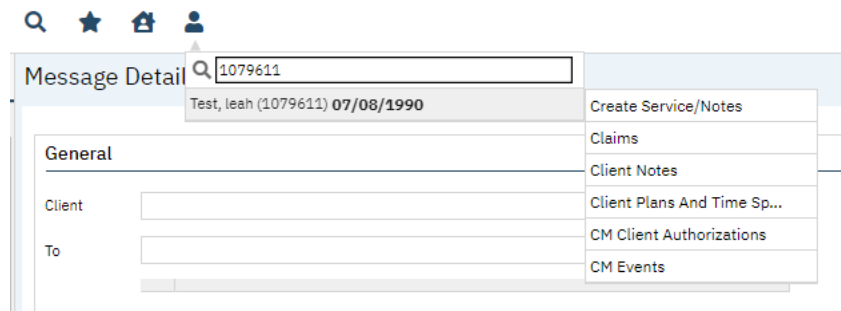 1079611
Message Detail
Test, leah (1079611) 07/08/1990
Create Service/Notes
Claims
General
Client Notes
Client
Client Plans And Time Sp...
CM Client Authorizations
To
CM Events